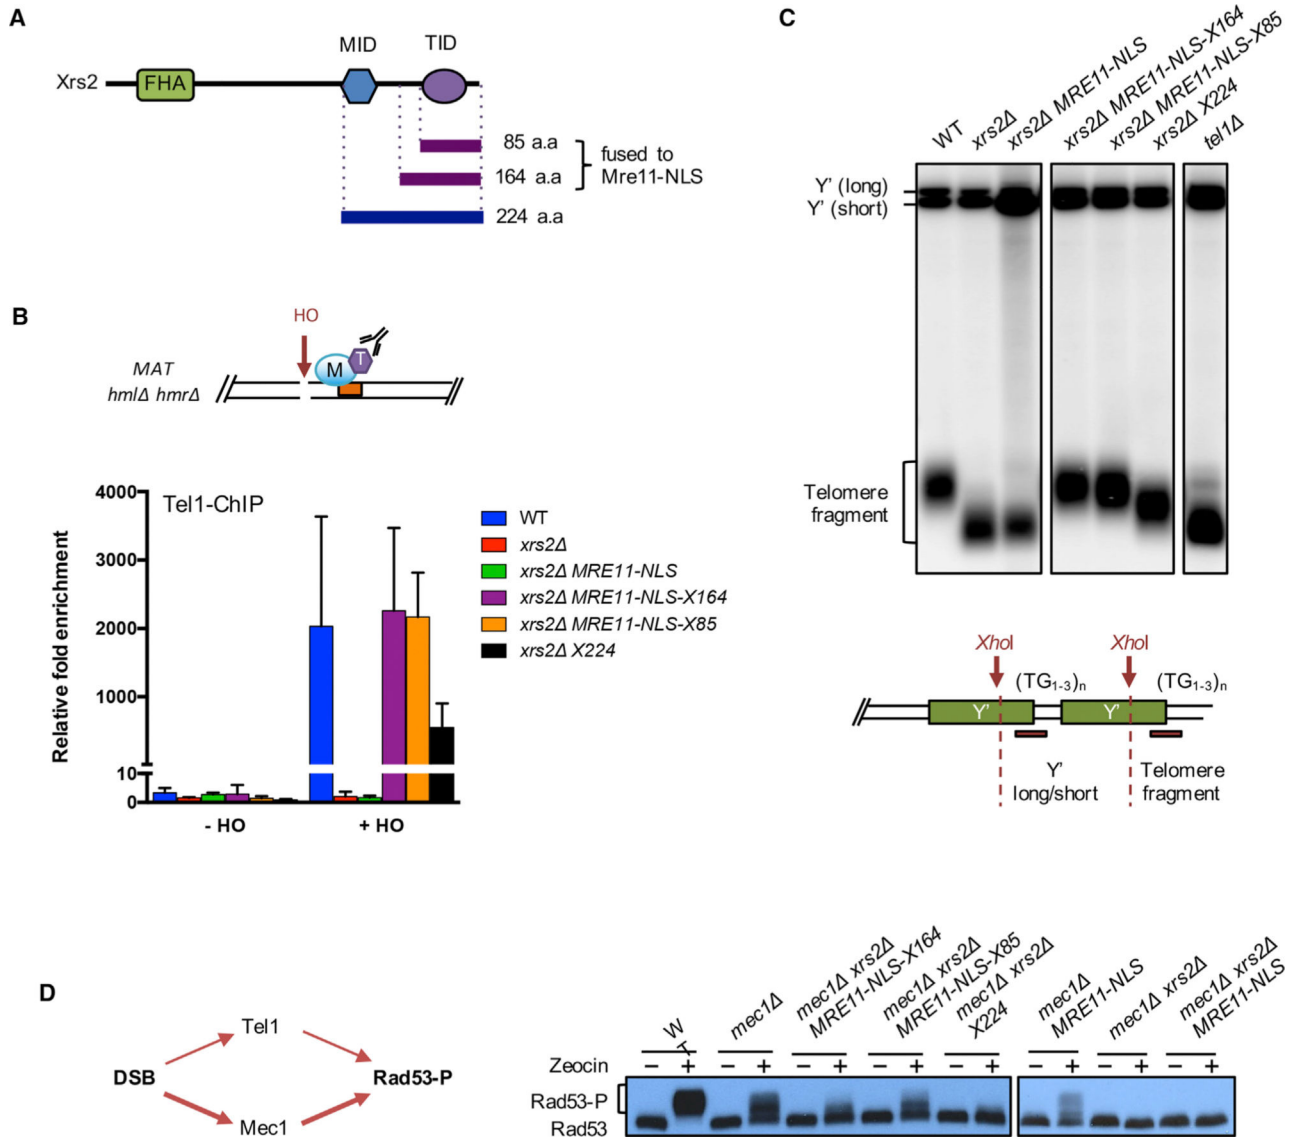 A
MID
TID
Xrs2
FHA
85 a.a
164 a.a
fused to
Mre11-NLS
224 a.a
B
HO
MAT
hmlΔ hmrΔ
M
T
Tel1-ChIP
Relative fold enrichment
4000
3000
2000
1000
10
0
- HO
+ HO
WT
xrs2Δ
xrs2Δ MRE11-NLS
xrs2Δ MRE11-NLS-X164
xrs2Δ MRE11-NLS-X85
xrs2Δ X224
C
WT
xrs2Δ
xrs2Δ MRE11-NLS
xrs2Δ MRE11-NLS-X164
xrs2Δ MRE11-NLS-X85
xrs2Δ X224
tel1Δ
Y' (long)
Y' (short)
Telomere
fragment
XhoI
XhoI
(TG1-3)n
(TG1-3)n
Y'
Y'
Y'
long/short
Telomere
fragment
D
DSB
Tel1
Mec1
Rad53-P
W
T
mec1Δ
mec1Δ xrs2Δ
MRE11-NLS-X164
mec1Δ xrs2Δ
MRE11-NLS-X85
mec1Δ xrs2Δ
X224
mec1Δ
MRE11-NLS
mec1Δ xrs2Δ
mec1Δ xrs2Δ
MRE11-NLS
Zeocin
− + − + − + − + − + − + − + − +
Rad53-P
Rad53